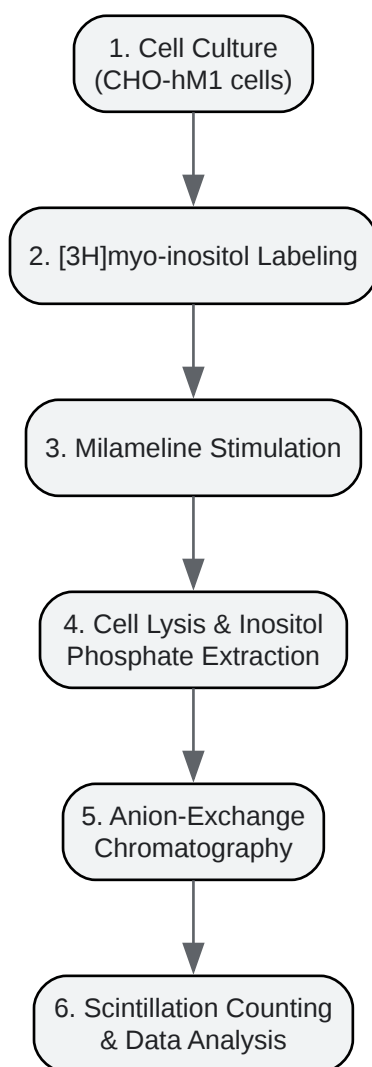 1. Cell Culture
(CHO-hM1 cells)
2. [3H]myo-inositol Labeling
3. Milameline Stimulation
4. Cell Lysis & Inositol
Phosphate Extraction
5. Anion-Exchange
Chromatography
6. Scintillation Counting
& Data Analysis